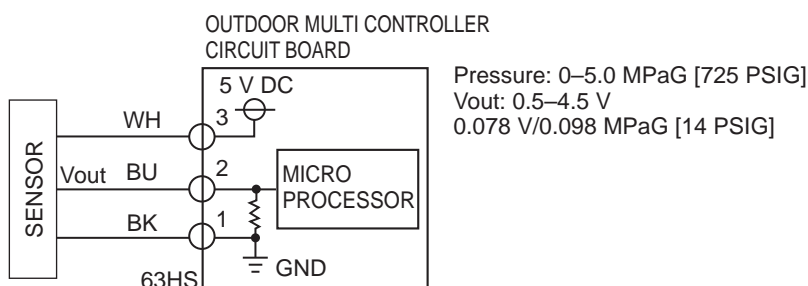 OUTDOOR MULTI CONTROLLER
CIRCUIT BOARD
Pressure: 0–5.0 MPaG [725 PSIG]
Vout: 0.5–4.5 V
0.078 V/0.098 MPaG [14 PSIG]
5 V DC
SENSOR
WH
3
Vout
BU
2
MICRO
PROCESSOR
BK
1
GND
63HS